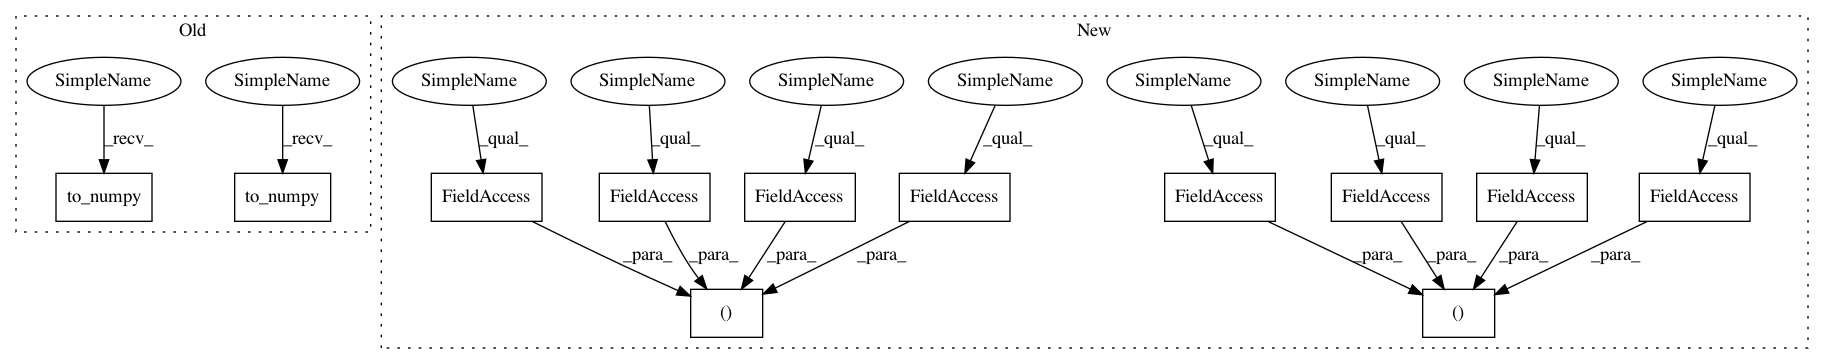 Old
New
SimpleName SimpleName SimpleName SimpleName SimpleName SimpleName SimpleName SimpleName SimpleName SimpleName
_recv_ _recv_ _qual_ _qual_ _qual_ _qual_ _qual_ _qual_ _qual_ _qual_
to_numpy to_numpy FieldAccess FieldAccess FieldAccess FieldAccess FieldAccess FieldAccess FieldAccess FieldAccess
_para_ _para_ _para_ _para_ _para_ _para_ _para_ _para_
() ()